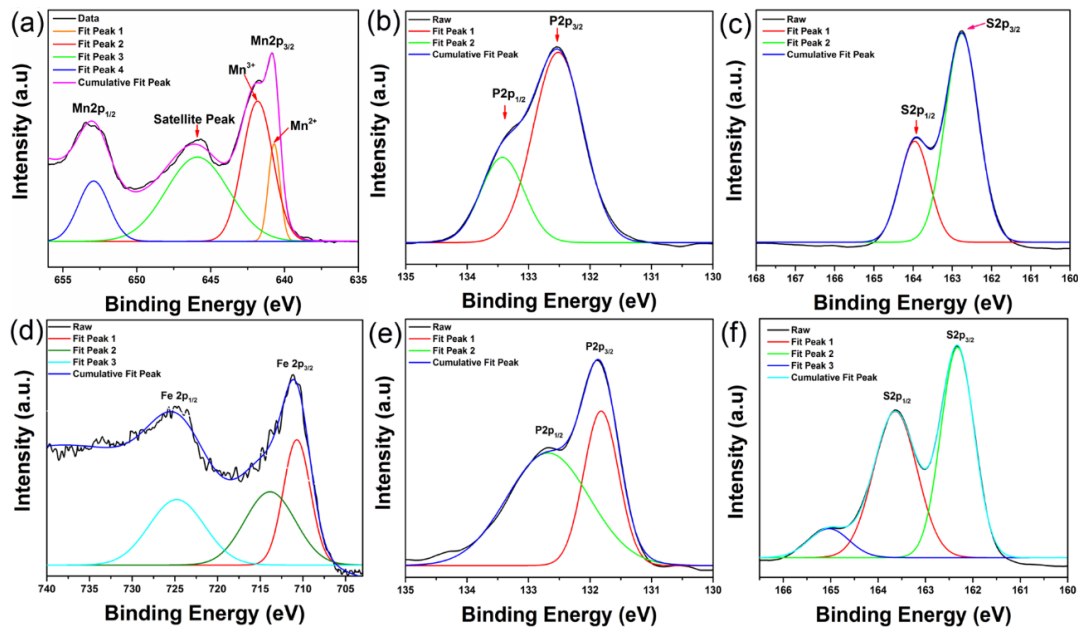 (a)
Data
Fit Peak 1
Fit Peak 2
Fit Peak 3
Fit Peak 4
Cumulative Fit Peak
Mn2p3/2
Mn3+
Mn2+
Mn2p1/2
Satellite Peak
Intensity (a.u)
655 650 645 640 635
Binding Energy (eV)
(b)
Raw
Fit Peak 1
Fit Peak 2
Cumulative Fit Peak
P2p3/2
P2p1/2
Intensity (a.u)
135 134 133 132 131 130
Binding Energy (eV)
(c)
Raw
Fit Peak 1
Fit Peak 2
Cumulative Fit Peak
S2p3/2
S2p1/2
Intensity (a.u.)
168 167 166 165 164 163 162 161 160
Binding Energy (eV)
(d)
Raw
Fit Peak 1
Fit Peak 2
Fit Peak 3
Cumulative Fit Peak
Fe 2p3/2
Fe 2p1/2
Intensity (a.u.)
740 735 730 725 720 715 710 705
Binding Energy (eV)
(e)
Raw
Fit Peak 1
Fit Peak 2
Cumulative Fit Peak
P2p3/2
P2p1/2
Intensity (a.u)
135 134 133 132 131 130
Binding Energy (eV)
(f)
Raw
Fit Peak 1
Fit Peak 2
Fit Peak 3
Cumulative Fit Peak
S2p3/2
S2p1/2
Intensity (a.u)
166 165 164 163 162 161 160
Binding Energy (eV)